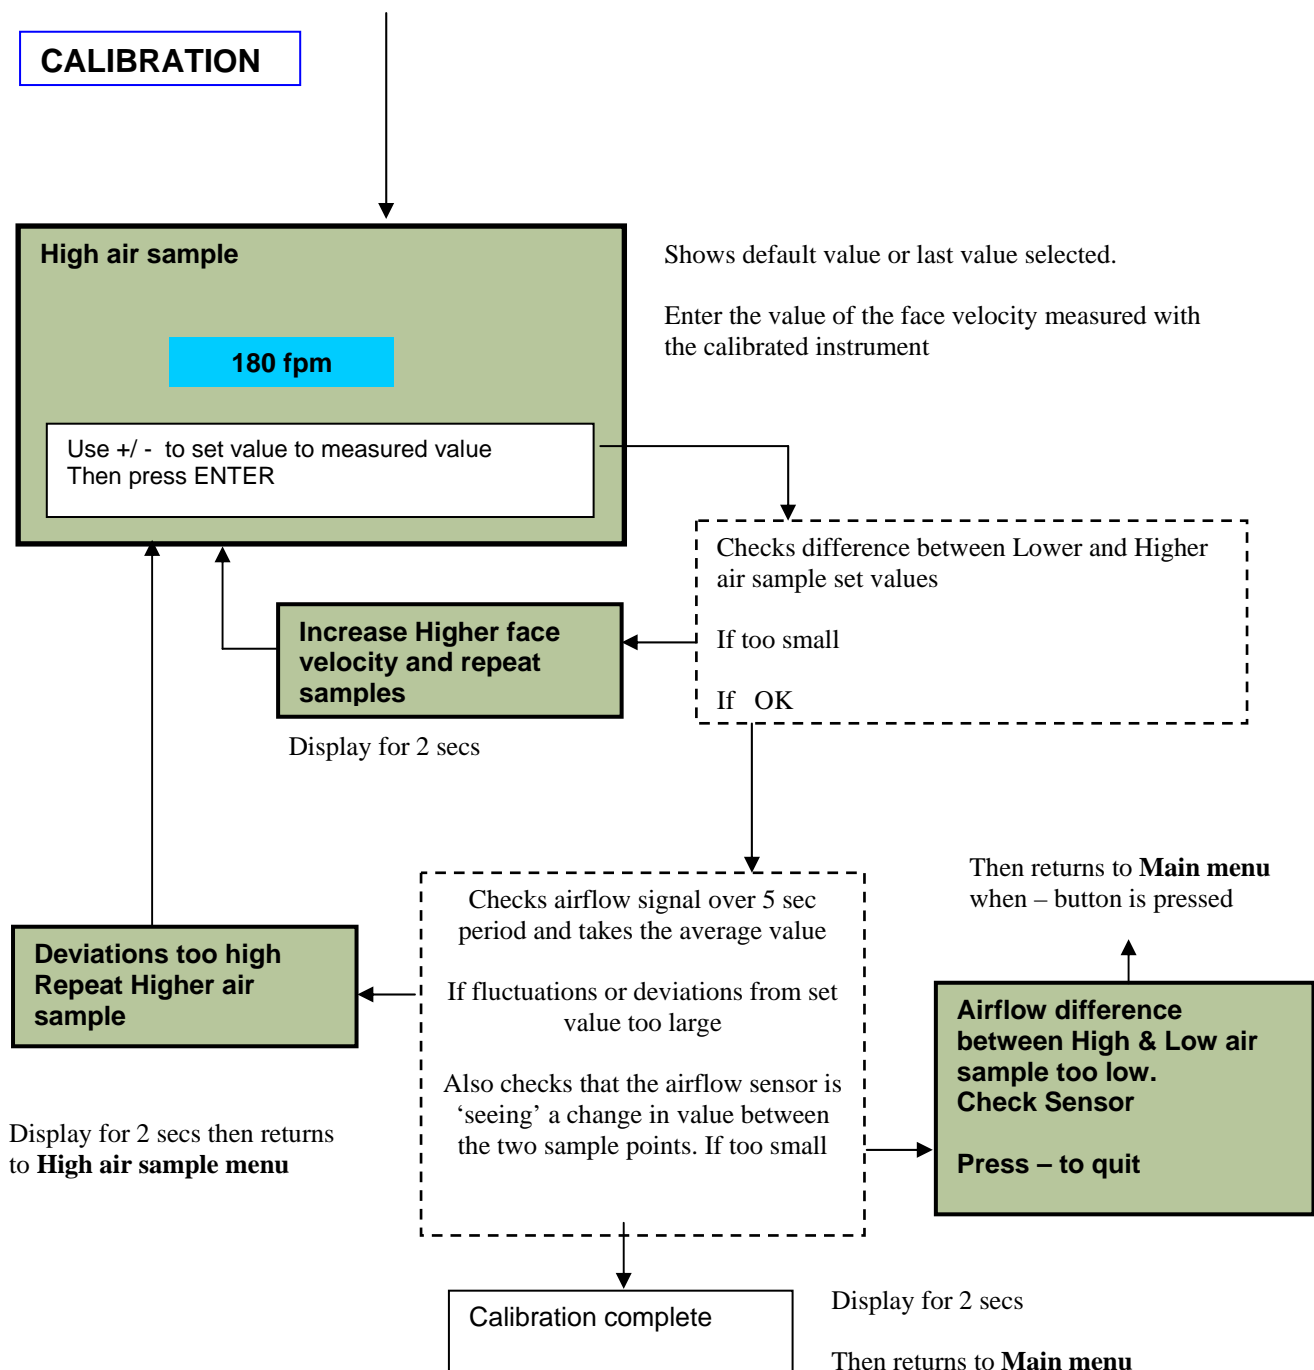 CALIBRATION
High air sample
180 fpm
Use +/ -  to set value to measured value
Then press ENTER
Shows default value or last value selected.
Enter the value of the face velocity measured with
the calibrated instrument
Checks difference between Lower and Higher
air sample set values
If too small
If   OK
Increase Higher face
velocity and repeat
samples
Display for 2 secs
Checks airflow signal over 5 sec
period and takes the average value
If fluctuations or deviations from set
value too large
Also checks that the airflow sensor is
‘seeing’ a change in value between
the two sample points. If too small
Deviations too high
Repeat Higher air
sample
Display for 2 secs then returns
to High air sample menu
Then returns to Main menu
when – button is pressed
Airflow difference
between High & Low air
sample too low.
Check Sensor
Press – to quit
Calibration complete
Display for 2 secs
Then returns to Main menu